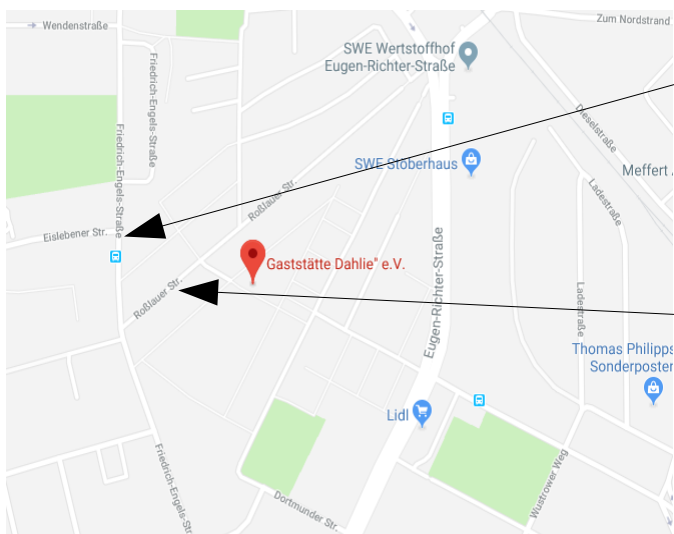 Wendenstraße
Zum Nordstrand
SWE Wertstoffhof
Eugen-Richter-Straße
Friedrich-Engels-Straße
Friedrich-Engels-Straße
Dieselstraße
SWE Stöberhaus
Meffert
Ladestraße
Roßlauer Str.
Eislebener Str.
Gaststätte Dahlie" e.V.
Roßlauer Str.
Eugen-Richter-Straße
Ladestraße
Thomas Philipps
Sonderposten
Lidl
Friedrich-Engels-Str
Wustrower Weg
Dortmunder Str.